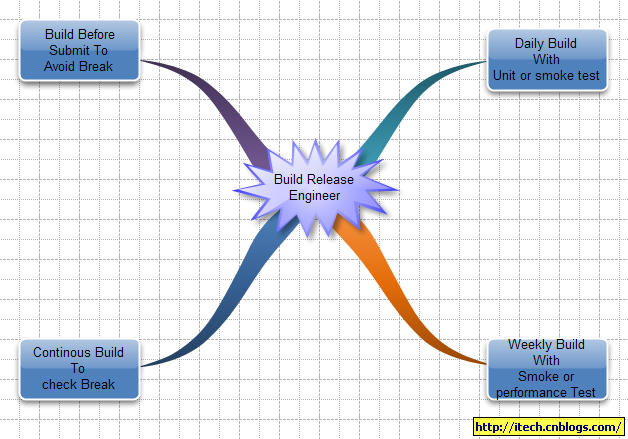 Build Before
Submit To
Avoid Break
Daily Build
With
Unit or smoke test
Build Release
Engineer
Continous Build
To
check Break
Weekly Build
With
Smoke or
performance Test
http://itech.cnblogs.com/